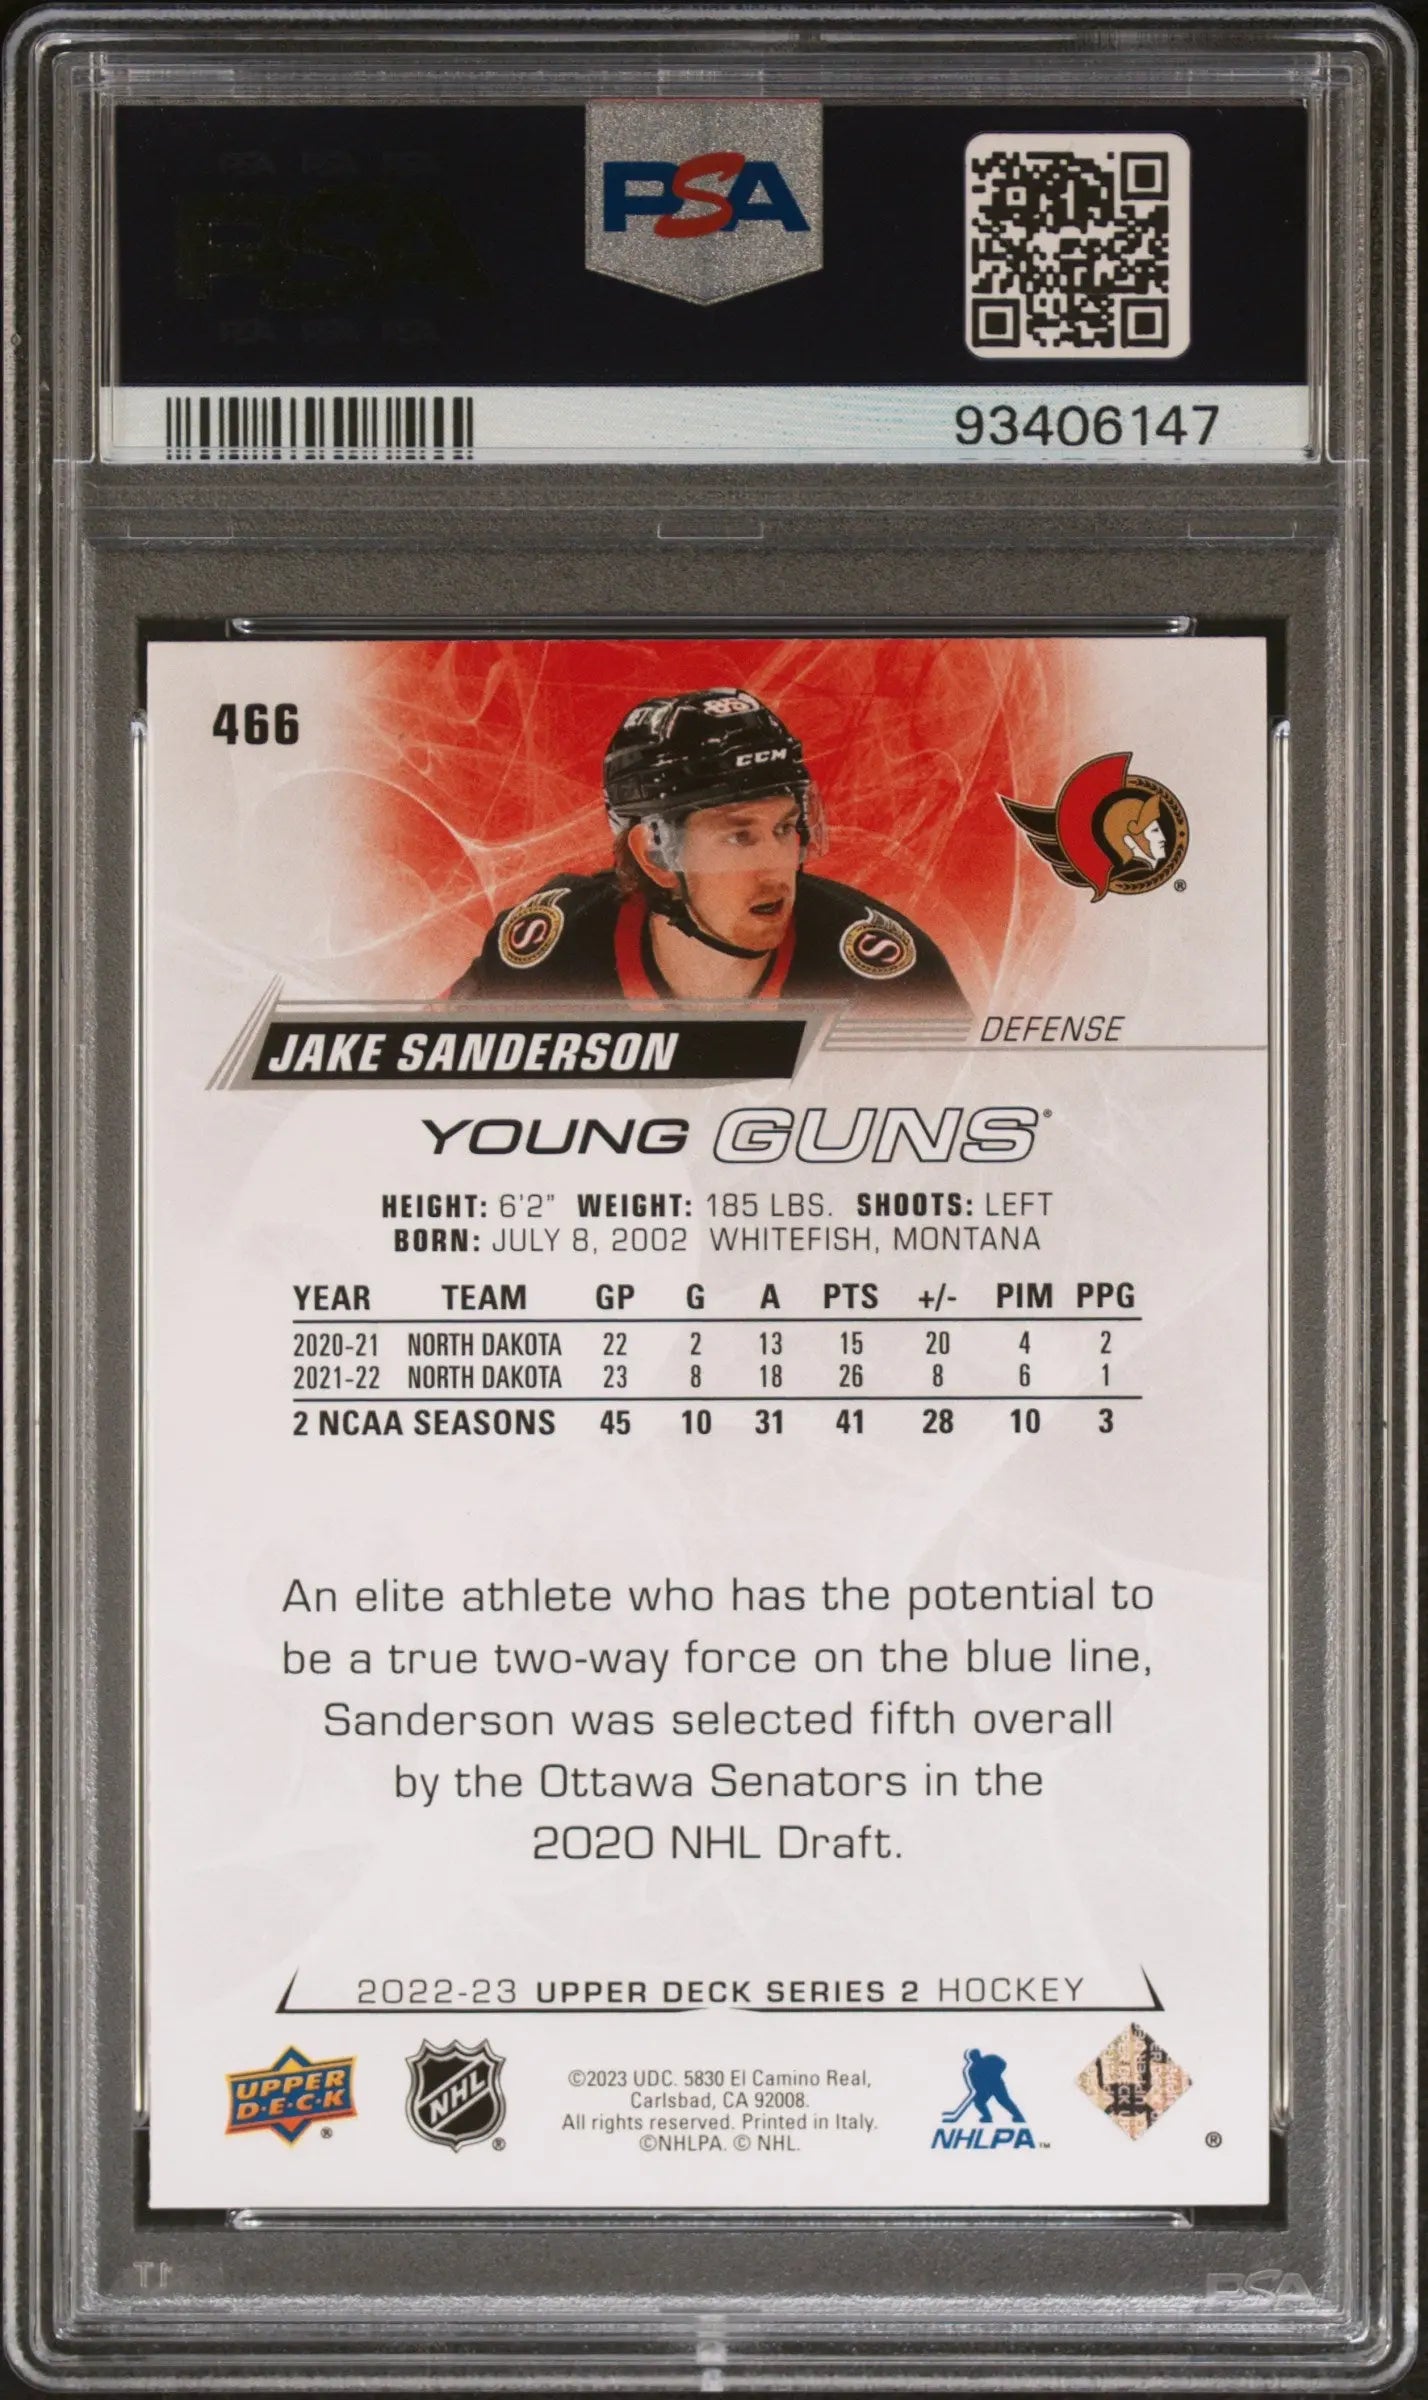 PSA
93406147
466
CCM
JAKE SANDERSON
DEFENSE
YOUNG GUNS®
HEIGHT: 6'2" WEIGHT: 185 LBS. SHOOTS: LEFT
BORN: JULY 8, 2002 WHITEFISH, MONTANA
YEAR TEAM GP G A PTS +/- PIM PPG
2020-21 NORTH DAKOTA 22 2 13 15 20 4 2
2021-22 NORTH DAKOTA 23 8 18 26 8 6 1
2 NCAA SEASONS 45 10 31 41 28 10 3
An elite athlete who has the potential to
be a true two-way force on the blue line,
Sanderson was selected fifth overall
by the Ottawa Senators in the
2020 NHL Draft.
2022-23 UPPER DECK SERIES 2 HOCKEY
UPPER
D·E·C·K
®
NHL
®
©2023 UDC. 5830 El Camino Real,
Carlsbad, CA 92008.
All rights reserved. Printed in Italy.
©NHLPA. © NHL.
NHLPA™
®
PSA